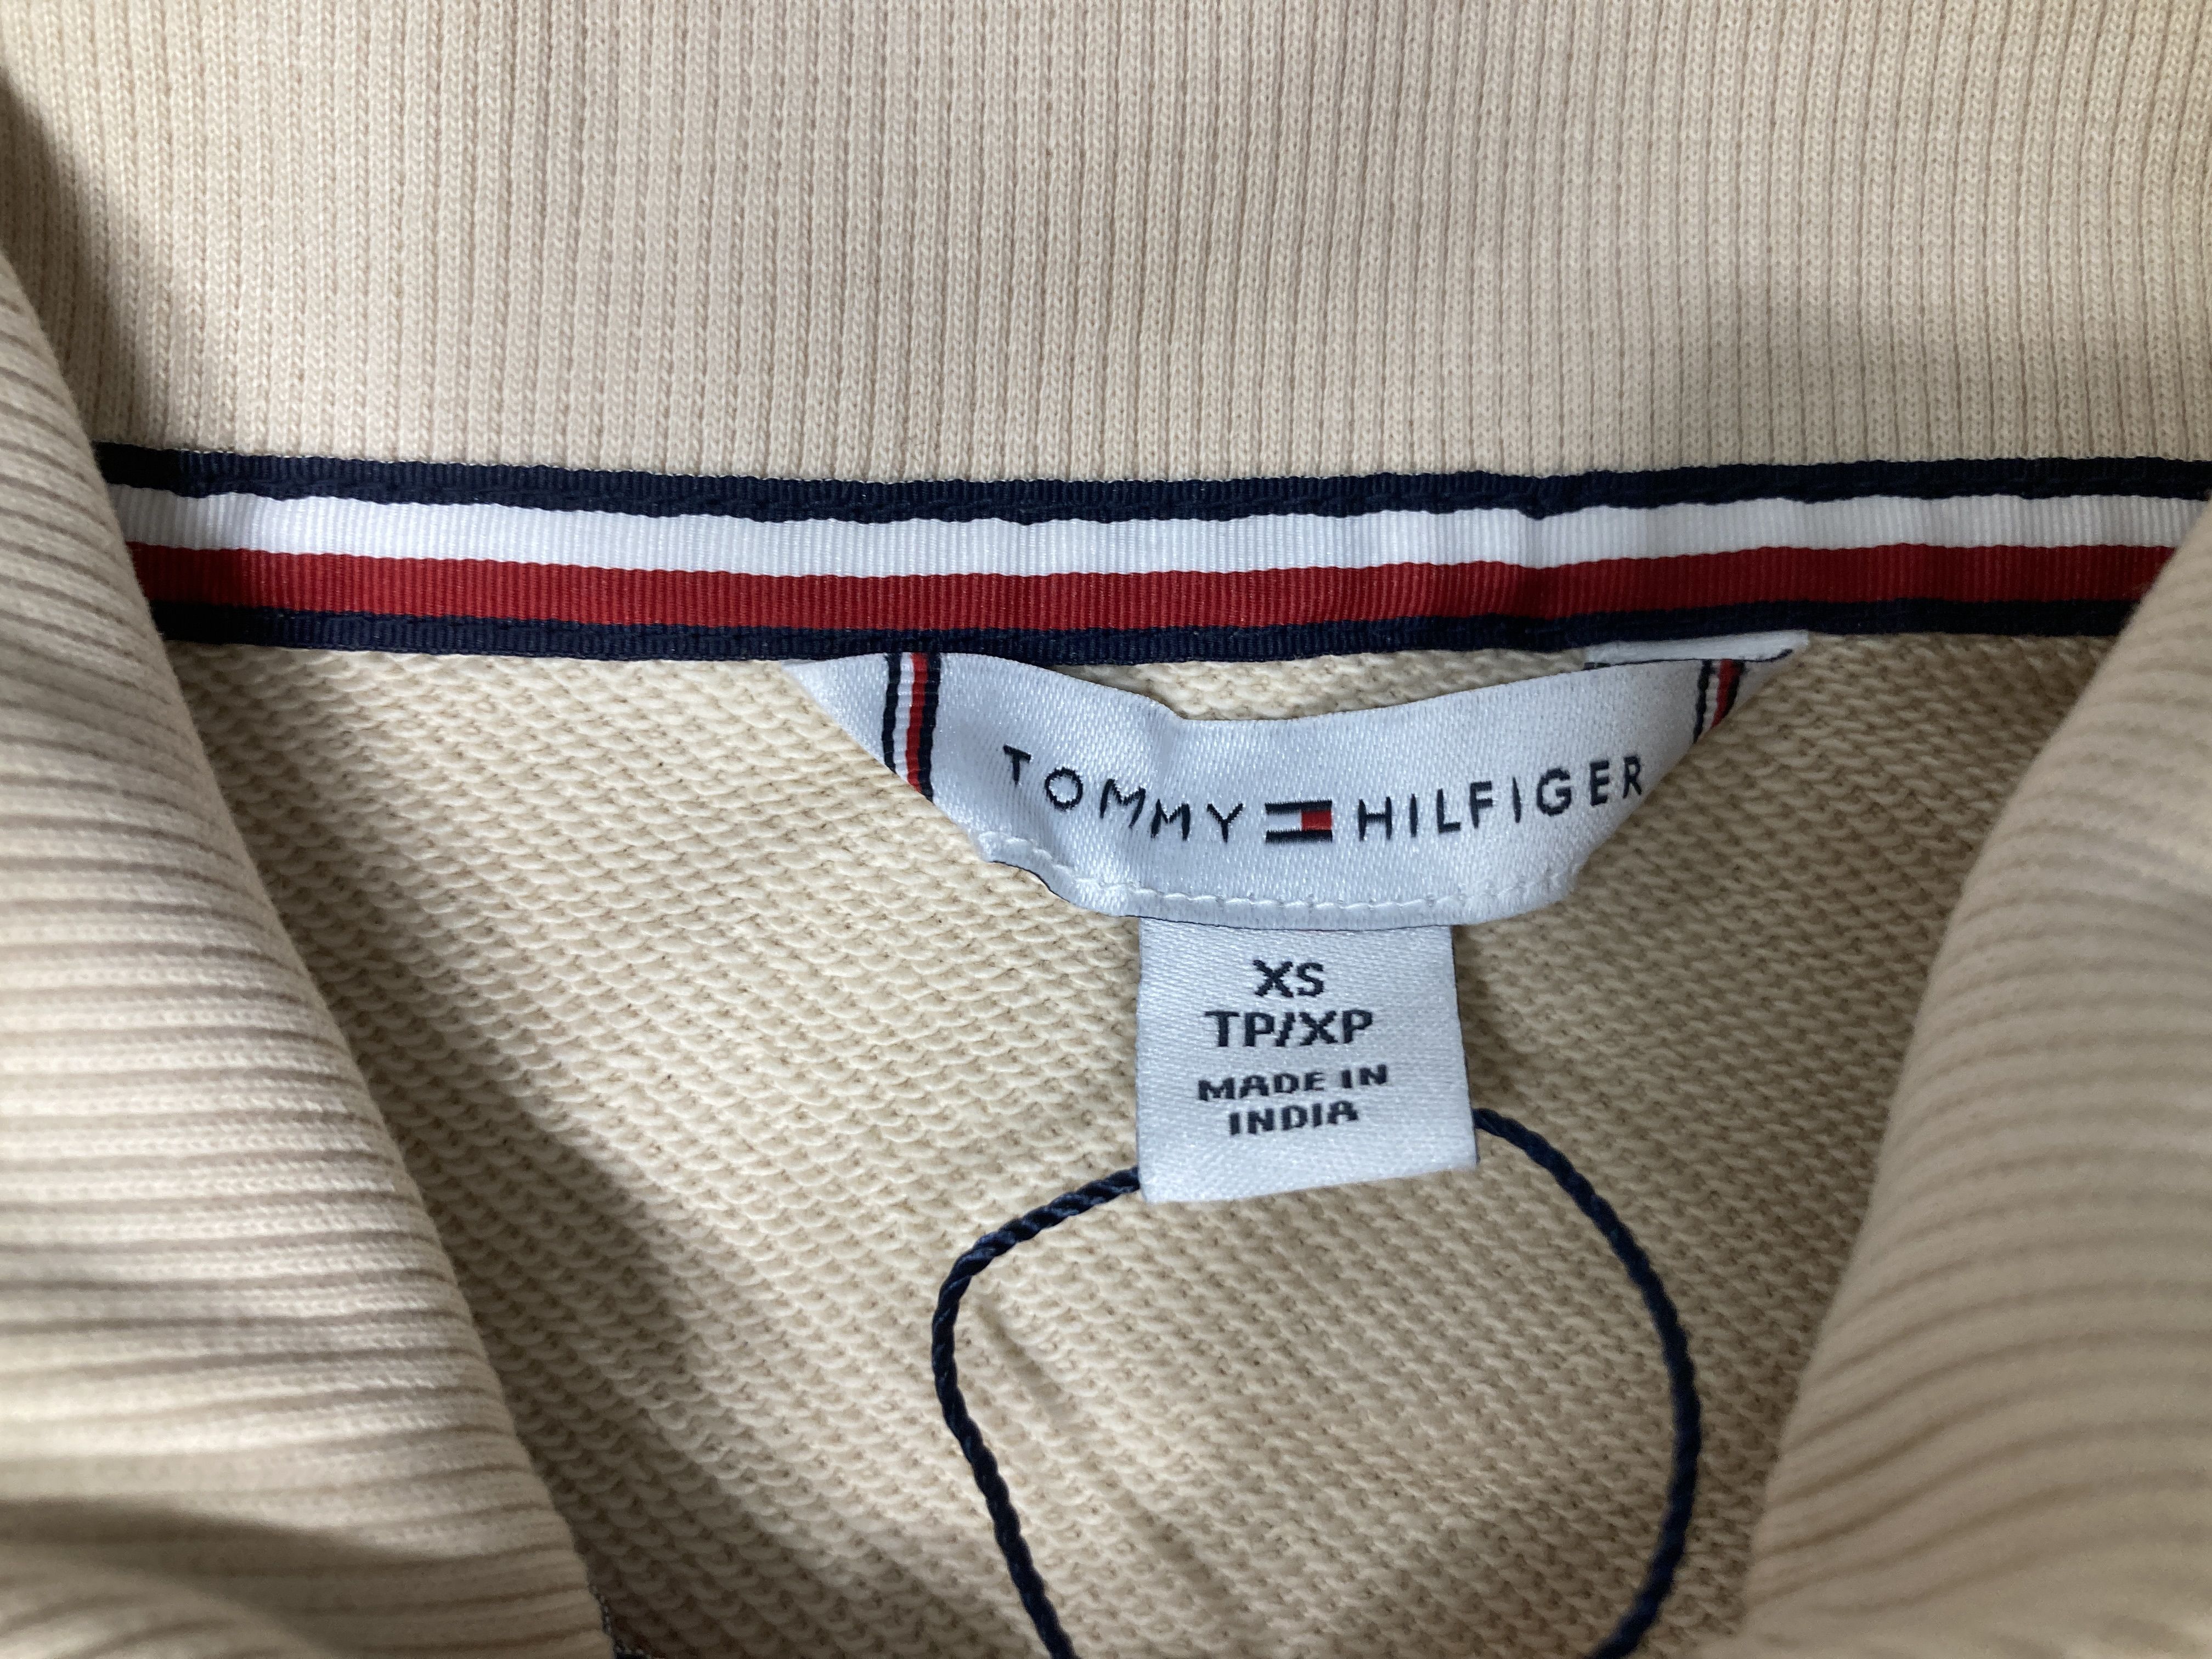 TOMMY HILFIGER
XS
TP/XP
MADE IN
INDIA